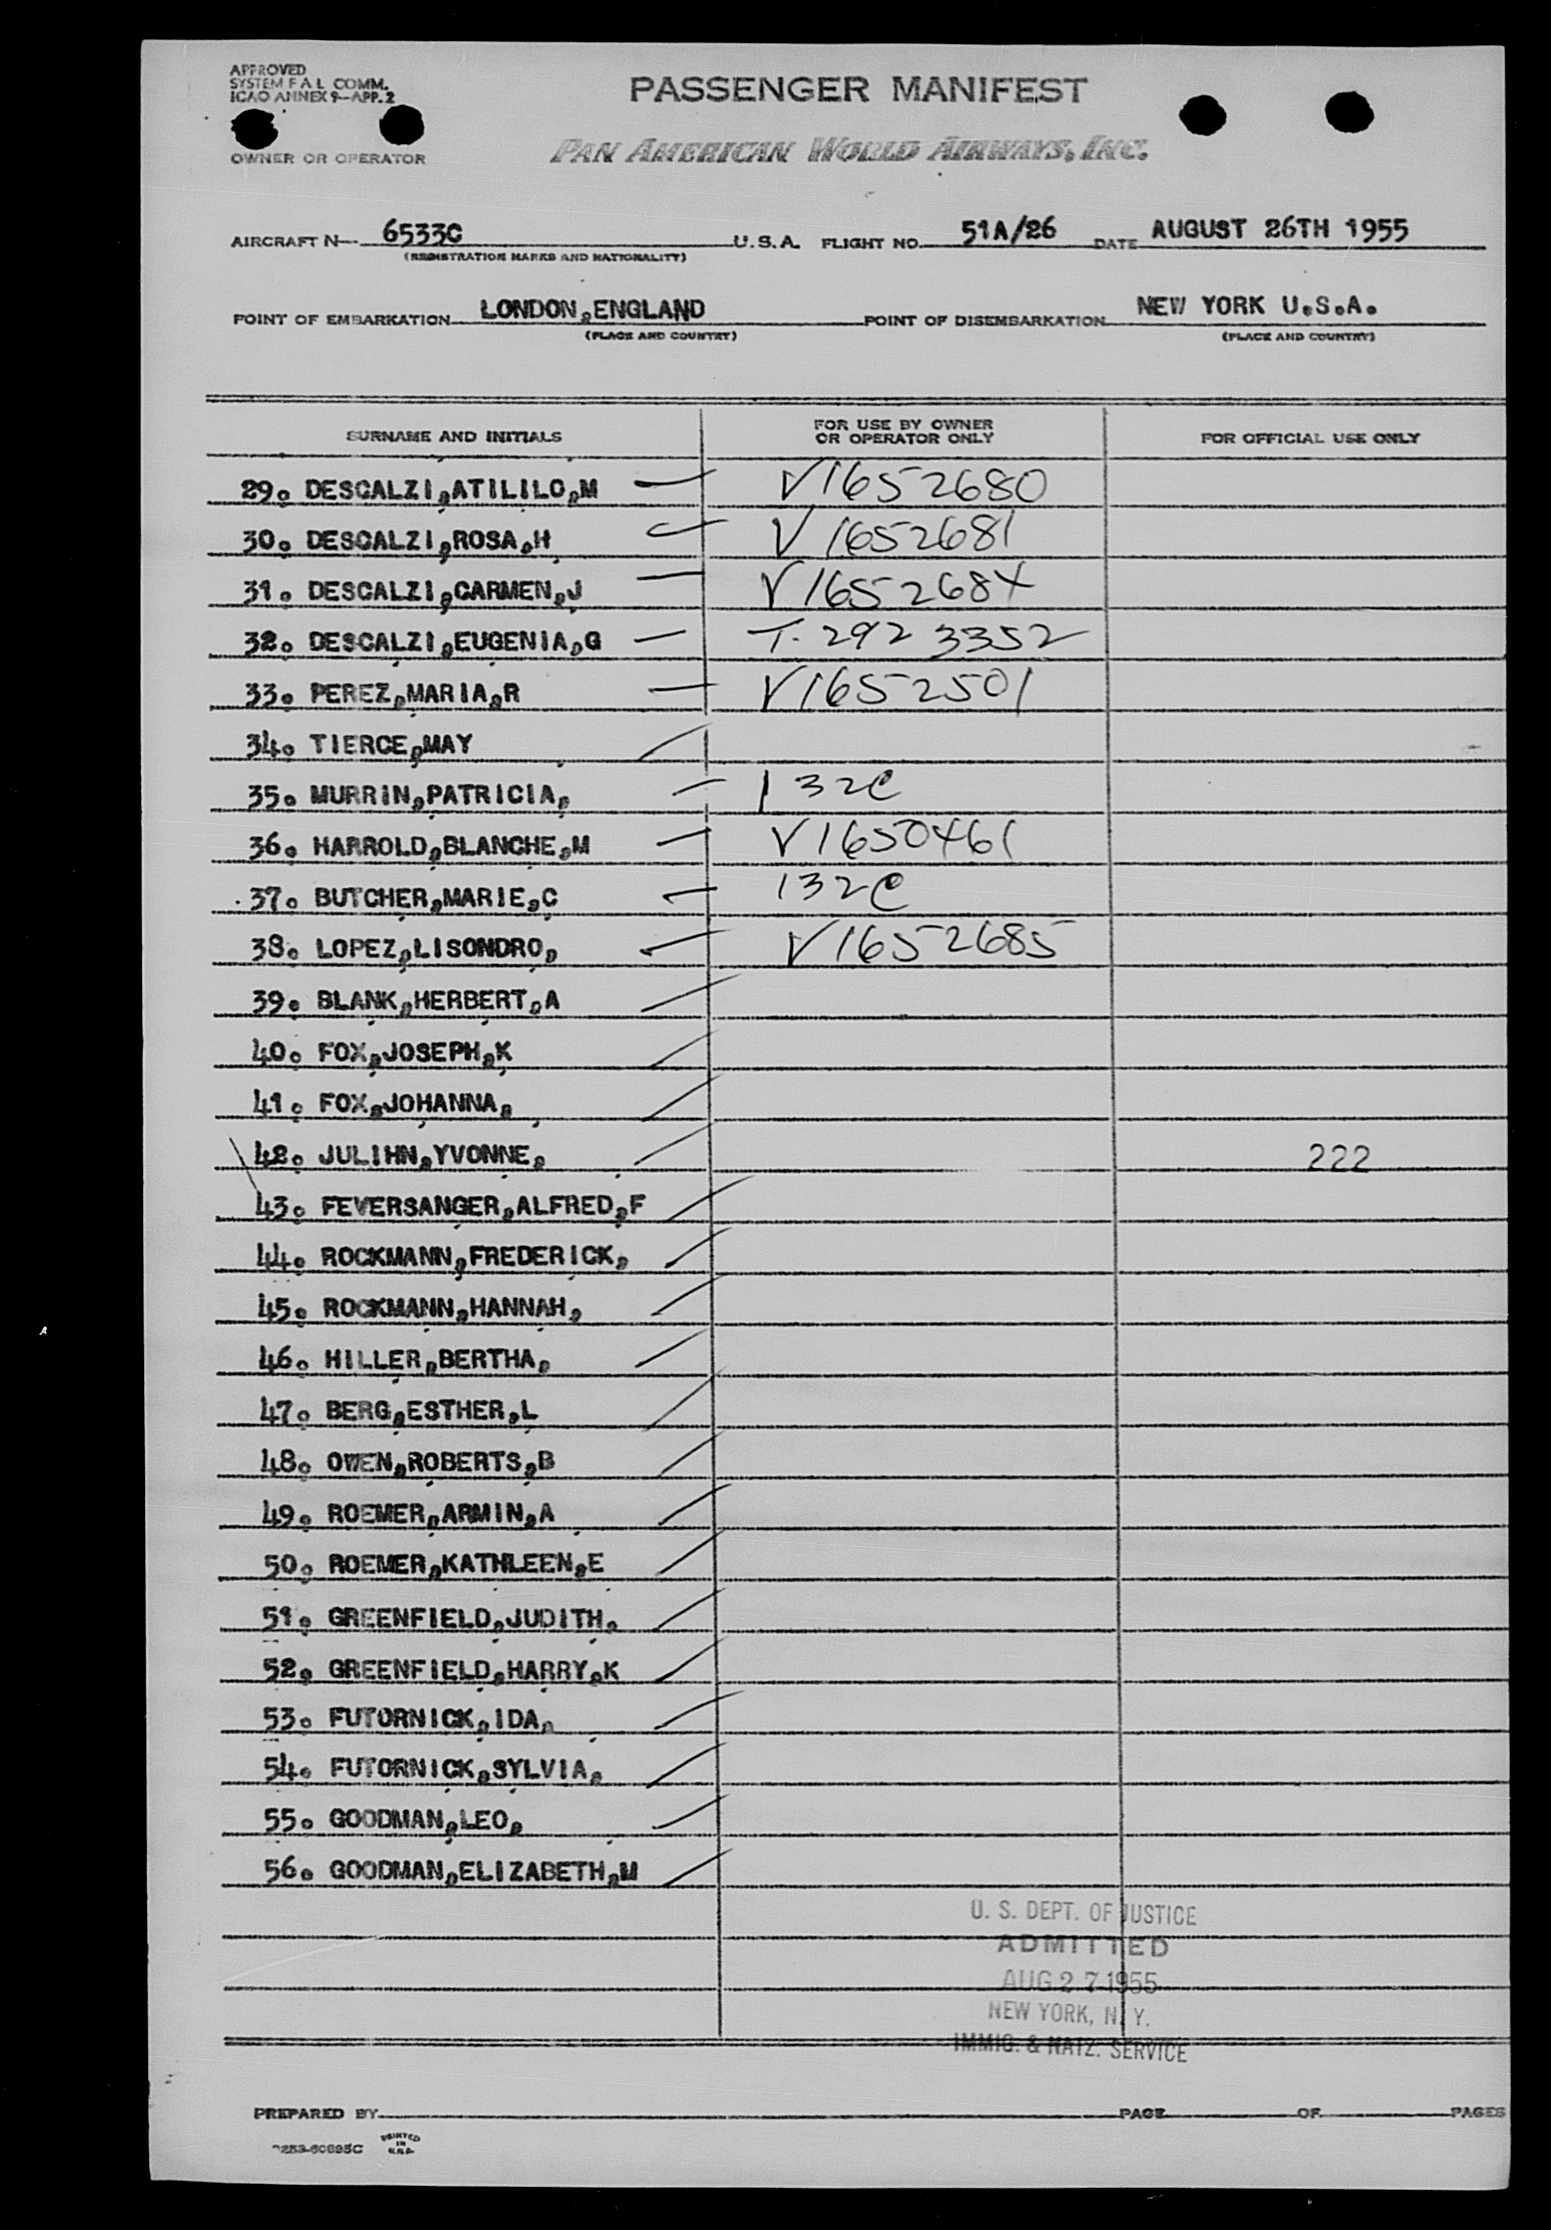 APPROVED
SYSTEM F A L COMM.
ICAO ANNEX 9-APP. 2
PASSENGER MANIFEST
OWNER OR OPERATOR
PAN AMERICAN WORLD AIRWAYS, INC.
AIRCRAFT N- 6533C U.S.A. FLIGHT NO. 51A/26 DATE AUGUST 26TH 1955
(REGISTRATION MARKS AND NATIONALITY)
POINT OF EMBARKATION LONDON,ENGLAND POINT OF DISEMBARKATION NEW YORK U.S.A.
(PLACE AND COUNTRY) (PLACE AND COUNTRY)
SURNAME AND INITIALS FOR USE BY OWNER OR OPERATOR ONLY FOR OFFICIAL USE ONLY
29. DESCALZI,ATILILO,M V1652680
30. DESCALZI,ROSA,H V1652681
31. DESCALZI,CARMEN,J V1652684
32. DESCALZI,EUGENIA,G T-2923352
33. PEREZ,MARIA,R V1652501
34. TIERCE,MAY
35. MURRIN,PATRICIA, 132C
36. HARROLD,BLANCHE,M V1650461
37. BUTCHER,MARIE,C 132C
38. LOPEZ,LISONDRO, V1652685
39. BLANK,HERBERT,A
40. FOX,JOSEPH,K
41. FOX,JOHANNA,
42. JULIHN,YVONNE, 222
43. FEVERSANGER,ALFRED,F
44. ROCKMANN,FREDERICK,
45. ROCKMANN,HANNAH,
46. HILLER,BERTHA,
47. BERG,ESTHER,L
48. OWEN,ROBERTS,B
49. ROEMER,ARMIN,A
50. ROEMER,KATHLEEN,E
51. GREENFIELD,JUDITH,
52. GREENFIELD,HARRY,K
53. FUTORNICK,IDA,
54. FUTORNICK,SYLVIA,
55. GOODMAN,LEO,
56. GOODMAN,ELIZABETH,M
U. S. DEPT. OF JUSTICE
ADMITTED
AUG 27 1955
NEW YORK, N. Y.
IMMIG. & NATZ. SERVICE
PREPARED BY PAGE OF PAGES
PRINTED
IN
U.S.A.